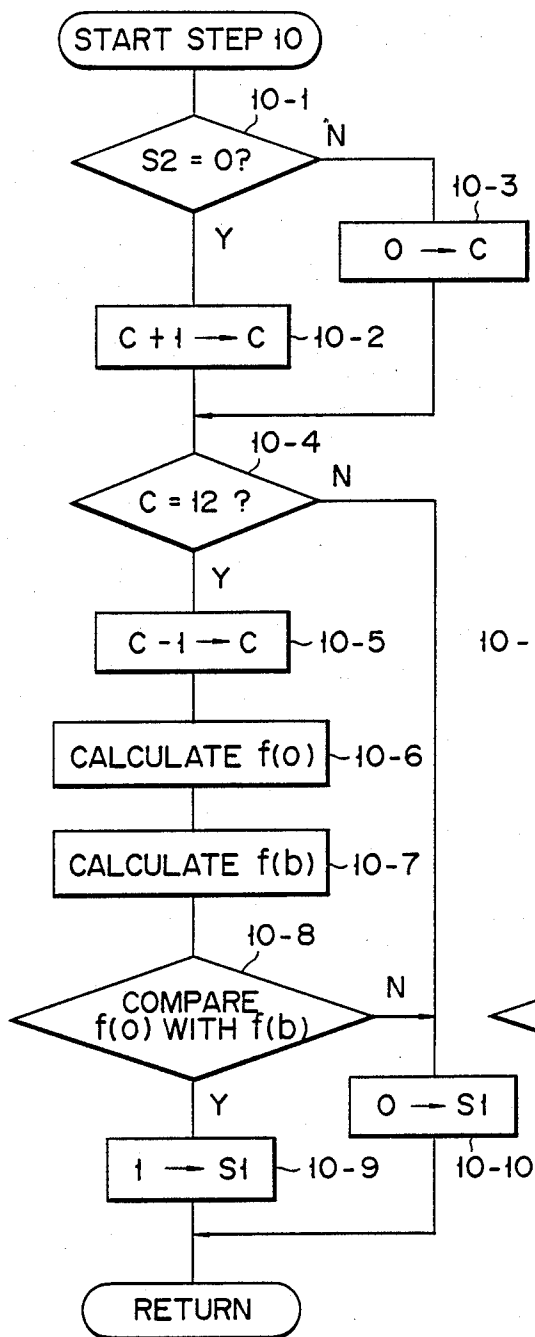 START STEP 10
10-1
S2 = 0?
N
10-3
0 → C
Y
C + 1 → C
10-2
10-4
C = 12 ?
N
Y
C - 1 → C
10-5
10-
CALCULATE f(o)
10-6
CALCULATE f(b)
10-7
10-8
COMPARE
f(o) WITH f(b)
N
Y
0 → S1
1 → S1
10-9
10-10
RETURN